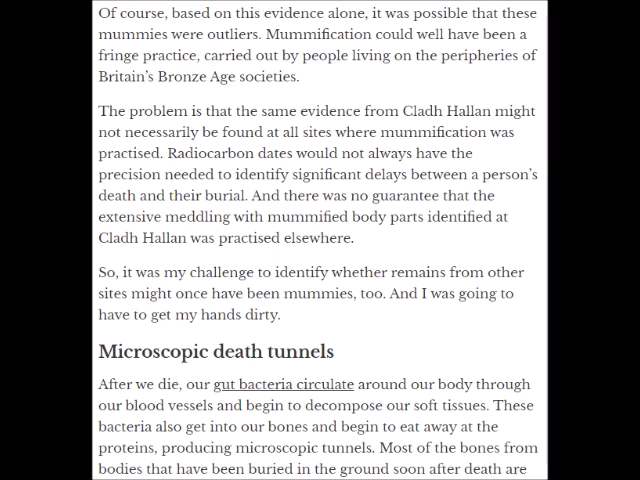 Of course, based on this evidence alone, it was possible that these
mummies were outliers. Mummification could well have been a
fringe practice, carried out by people living on the peripheries of
Britain’s Bronze Age societies.
The problem is that the same evidence from Cladh Hallan might
not necessarily be found at all sites where mummification was
practised. Radiocarbon dates would not always have the
precision needed to identify significant delays between a person’s
death and their burial. And there was no guarantee that the
extensive meddling with mummified body parts identified at
Cladh Hallan was practised elsewhere.
So, it was my challenge to identify whether remains from other
sites might once have been mummies, too. And I was going to
have to get my hands dirty.
Microscopic death tunnels
After we die, our gut bacteria circulate around our body through
our blood vessels and begin to decompose our soft tissues. These
bacteria also get into our bones and begin to eat away at the
proteins, producing microscopic tunnels. Most of the bones from
bodies that have been buried in the ground soon after death are